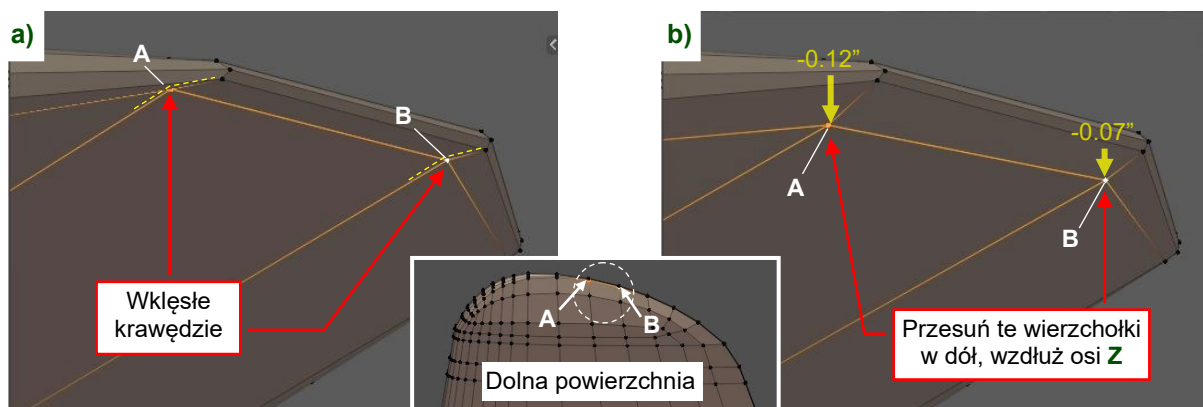 a)
A
B
Wklęsłe
krawędzie
A
B
Dolna powierzchnia
b)
-0.12”
-0.07”
A
B
Przesuń te wierzchołki
w dół, wzdłuż osi Z